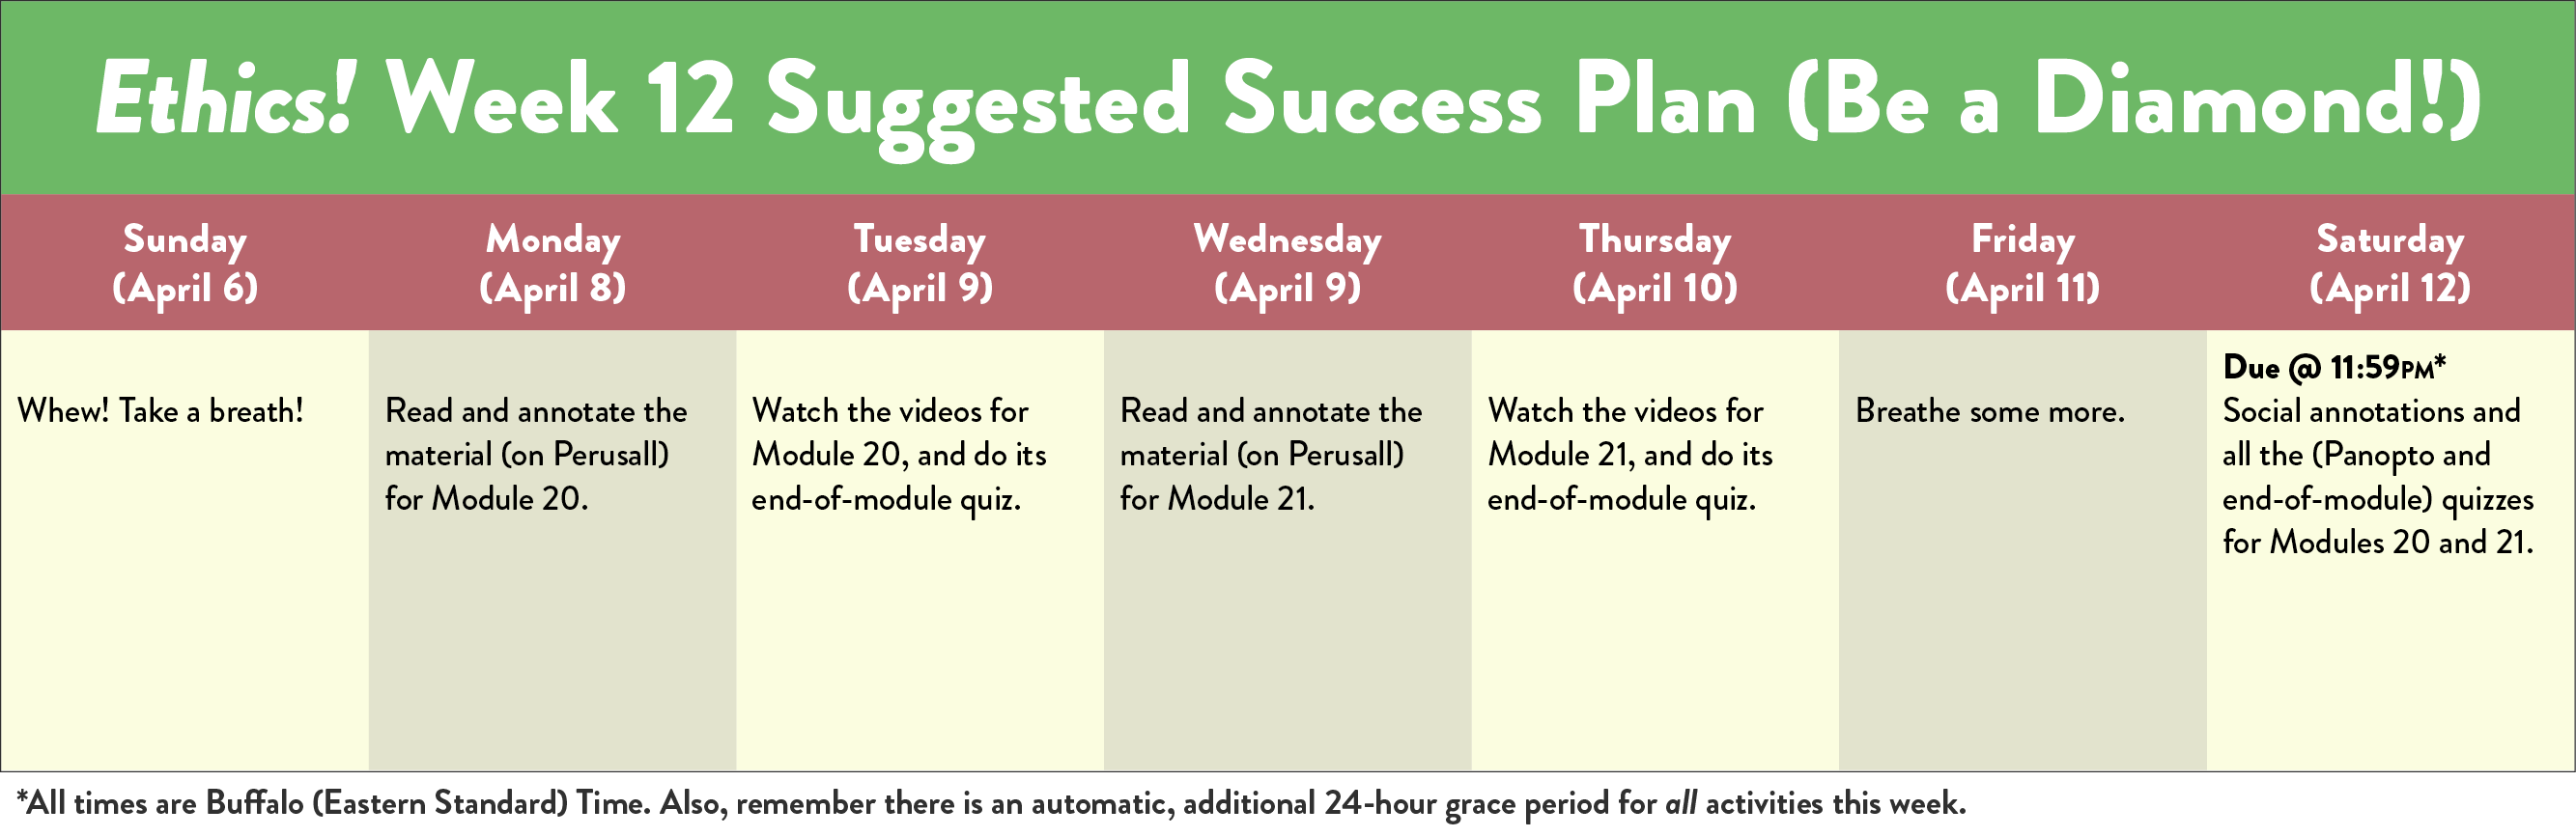 Ethics! Week 12 Suggested Success Plan (Be a Diamond!)
Sunday
(April 6)
Monday
(April 8)
Tuesday
(April 9)
Wednesday
(April 9)
Thursday
(April 10)
Friday
(April 11)
Saturday
(April 12)
Whew! Take a breath!
Read and annotate the
material (on Perusall)
for Module 20.
Watch the videos for
Module 20, and do its
end-of-module quiz.
Read and annotate the
material (on Perusall)
for Module 21.
Watch the videos for
Module 21, and do its
end-of-module quiz.
Breathe some more.
Due @ 11:59PM*
Social annotations and
all the (Panopto and
end-of-module) quizzes
for Modules 20 and 21.
*All times are Buffalo (Eastern Standard) Time. Also, remember there is an automatic, additional 24-hour grace period for all activities this week.